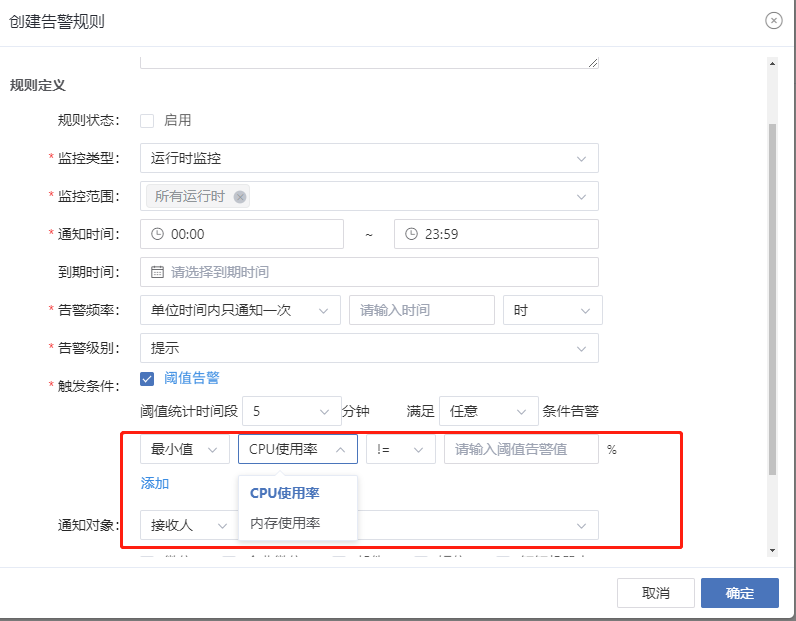 创建告警规则
规则定义
规则状态: 启用
* 监控类型: 运行时监控
* 监控范围: 所有运行时
* 通知时间: 00:00 ~ 23:59
到期时间: 请选择到期时间
* 告警频率: 单位时间内只通知一次 请输入时间 时
* 告警级别: 提示
* 触发条件: 阈值告警
阈值统计时间段 5 分钟 满足 任意 条件告警
最小值 CPU使用率 != 请输入阈值告警值 %
添加
CPU使用率
内存使用率
通知对象: 接收人
取消 确定